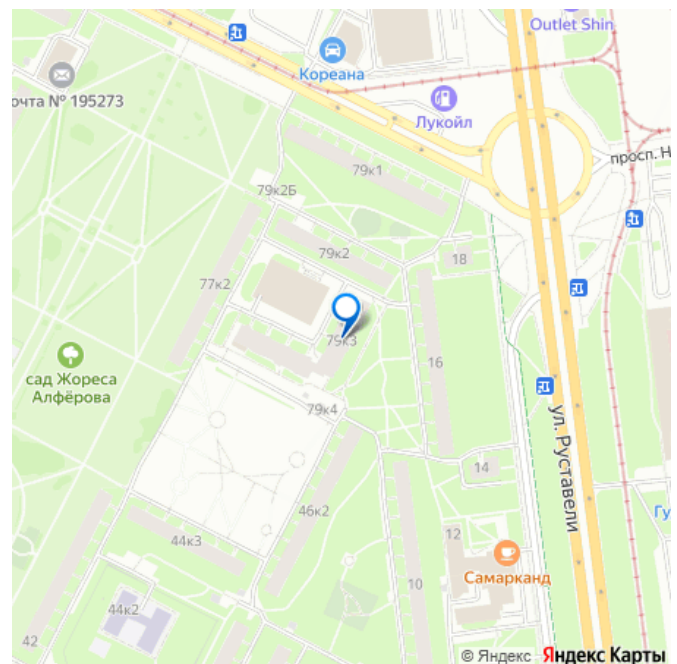 Outlet Shin
Кореана
очта № 195273
Лукойл
просп. Н
79к1
79к2Б
79к2
18
77к2
79к3
16
сад Жореса
Алфёрова
79к4
ул. Руставели
14
46к2
Гу
44к3
12
Самарканд
10
44к2
42
© Яндекс Яндекс Карты